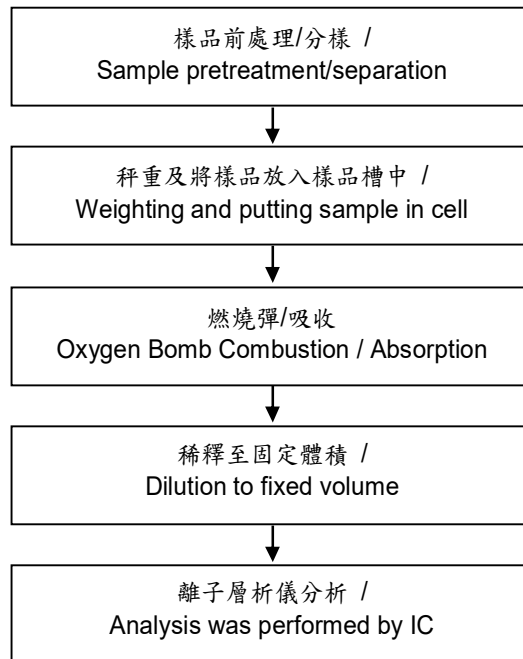 樣品前處理/分樣 /
Sample pretreatment/separation
秤重及將樣品放入樣品槽中 /
Weighting and putting sample in cell
燃燒彈/吸收
Oxygen Bomb Combustion / Absorption
稀釋至固定體積 /
Dilution to fixed volume
離子層析儀分析 /
Analysis was performed by IC